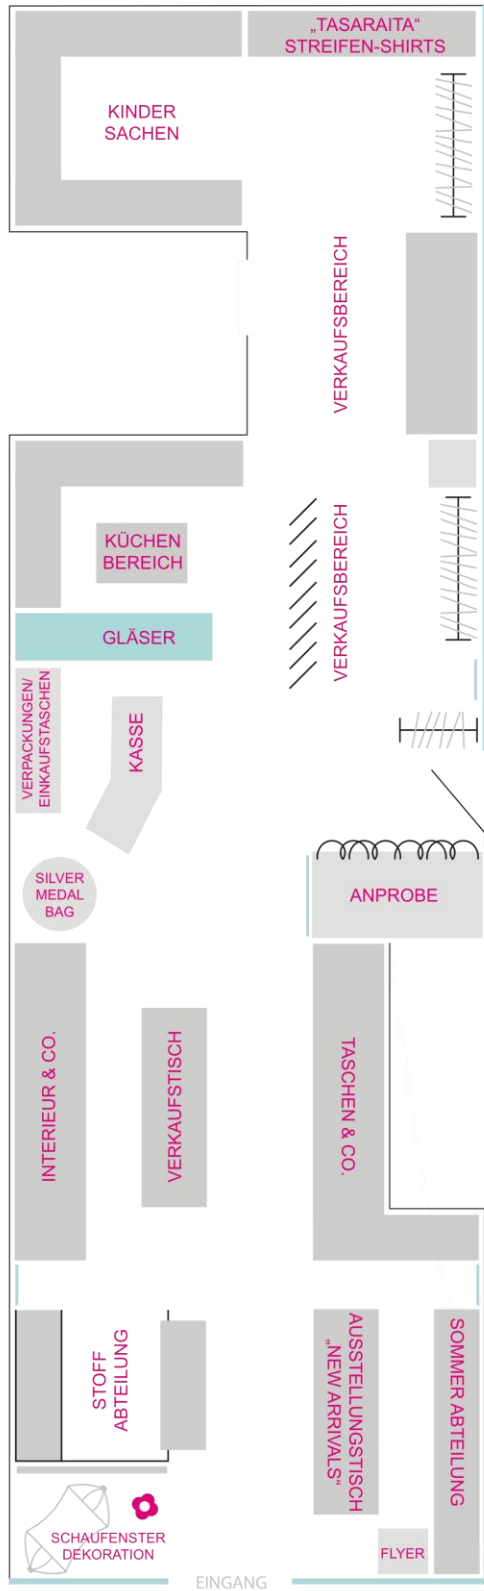 „TASARAITA“
STREIFEN-SHIRTS
KINDER
SACHEN
VERKAUFSBEREICH
VERKAUFSBEREICH
KÜCHEN
BEREICH
GLÄSER
VERPACKUNGEN/
EINKAUFSTASCHEN
KASSE
SILVER
MEDAL
BAG
ANPROBE
INTERIEUR & CO.
VERKAUFSTISCH
TASCHEN & CO.
STOFF
ABTEILUNG
AUSSTELLUNGSTISCH
„NEW ARRIVALS“
SOMMER ABTEILUNG
SCHAUFENSTER
DEKORATION
FLYER
EINGANG